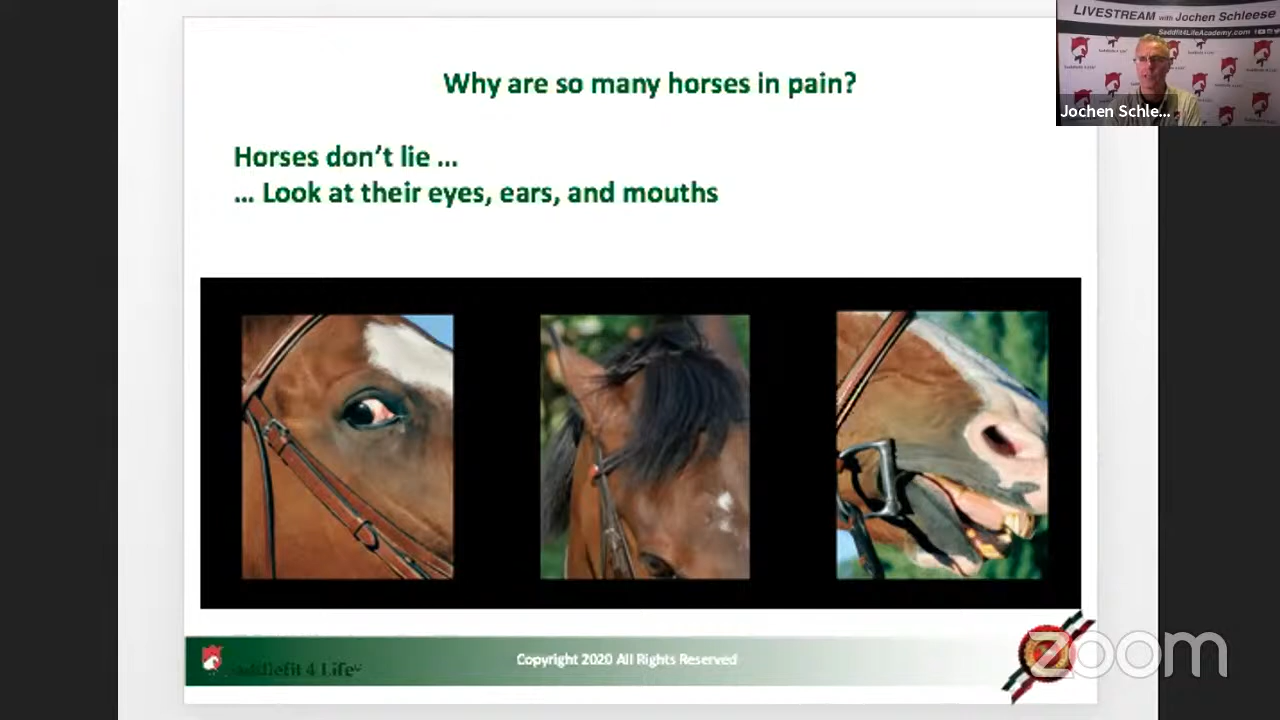 LIVESTREAM with Jochen Schleese
Saddlefit4LifeAcademy.com
Jochen Schle...
Why are so many horses in pain?
Horses don't lie ...
... Look at their eyes, ears, and mouths
Saddlefit 4 Life
Copyright 2020 All Rights Reserved
zoom